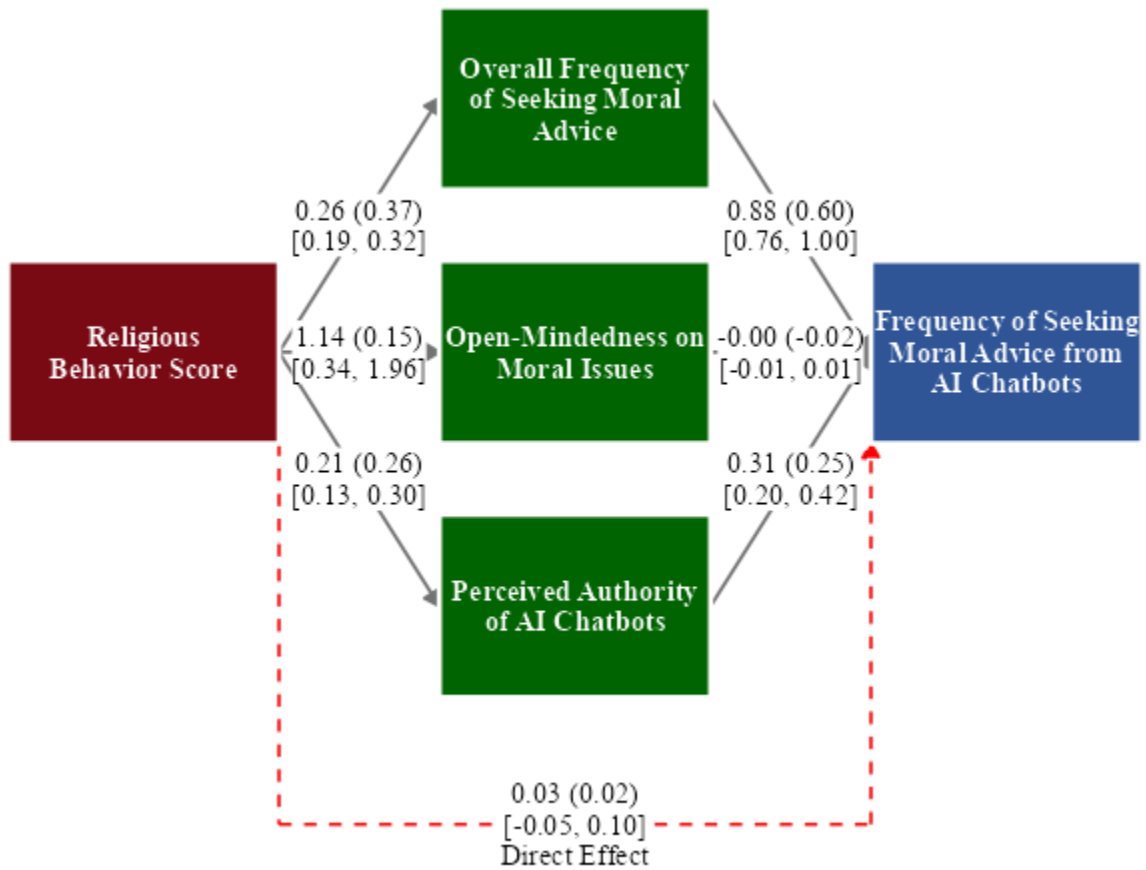 Overall Frequency
of Seeking Moral
Advice
0.26 (0.37)
[0.19, 0.32]
0.88 (0.60)
[0.76, 1.00]
Religious
Behavior Score
1.14 (0.15)
[0.34, 1.96]
Open-Mindedness on
Moral Issues
-0.00 (-0.02)
[-0.01, 0.01]
Frequency of Seeking
Moral Advice from
AI Chatbots
0.21 (0.26)
[0.13, 0.30]
0.31 (0.25)
[0.20, 0.42]
Perceived Authority
of AI Chatbots
0.03 (0.02)
[-0.05, 0.10]
Direct Effect